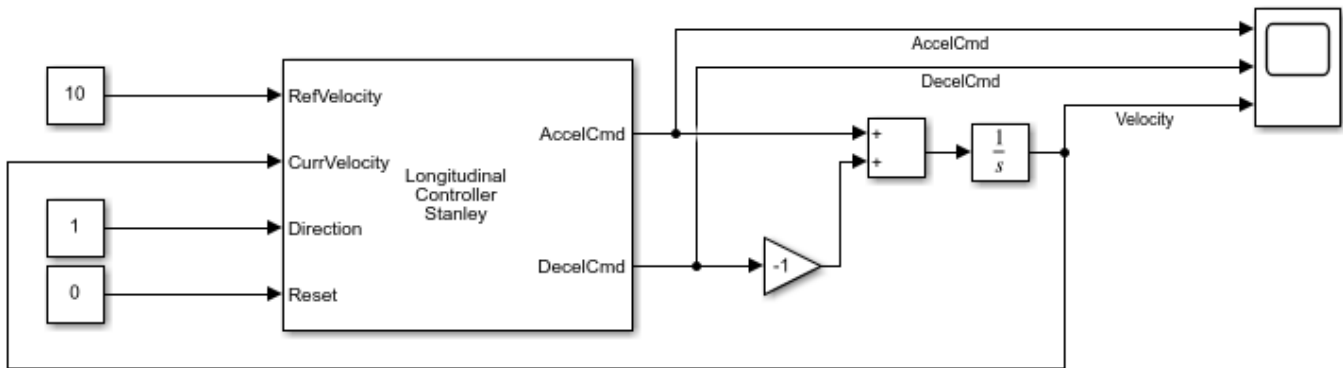 AccelCmd
10
RefVelocity
DecelCmd
Velocity
AccelCmd
+
+
1
s
CurrVelocity
Longitudinal
Controller
Stanley
1
Direction
DecelCmd
-1
0
Reset